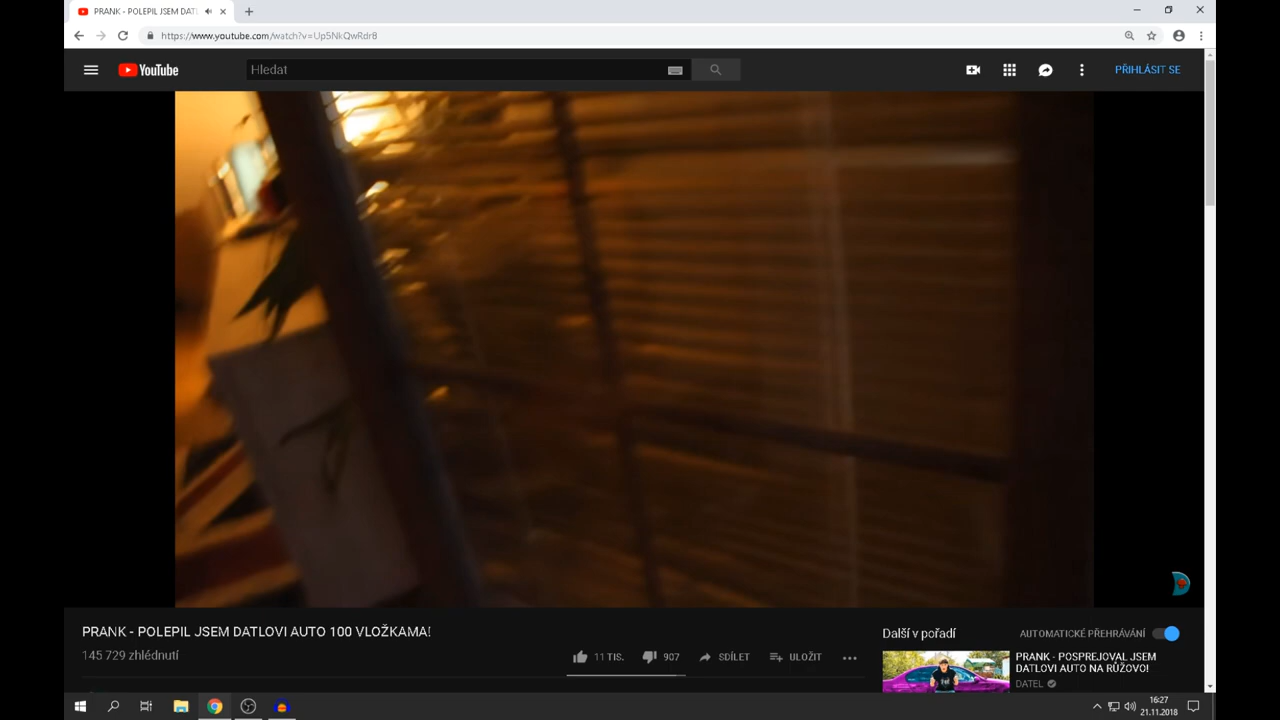 PRANK - POLEPIL JSEM DAT
https://www.youtube.com/watch?v=Up5NkQwRdr8
YouTube
Hledat
PŘIHLÁSIT SE
PRANK - POLEPIL JSEM DATLOVI AUTO 100 VLOŽKAMA!
145 729 zhlédnutí
11 TIS.
907
SDÍLET
ULOŽIT
Další v pořadí
AUTOMATICKÉ PŘEHRÁVÁNÍ
PRANK - POSPREJOVAL JSEM
DATLOVI AUTO NA RŮŽOVO!
DATEL
16:27
21.11.2018